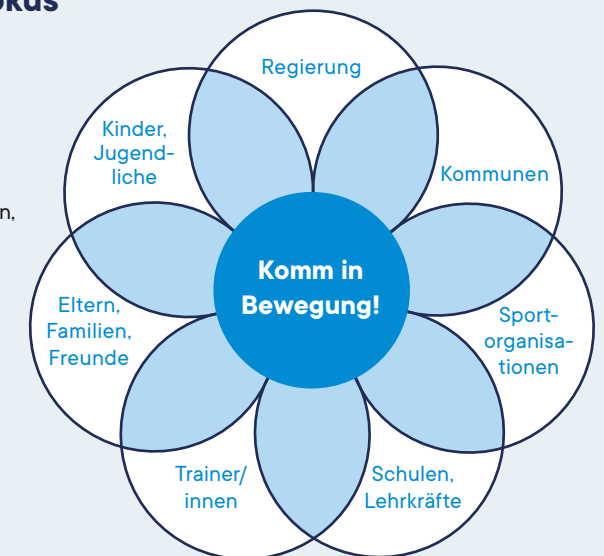 okus
n,
Regierung
Kommunen
Sport-
organisa-
tionen
Schulen,
Lehrkräfte
Trainer/
innen
Eltern,
Familien,
Freunde
Kinder,
Jugend-
liche
Komm in
Bewegung!